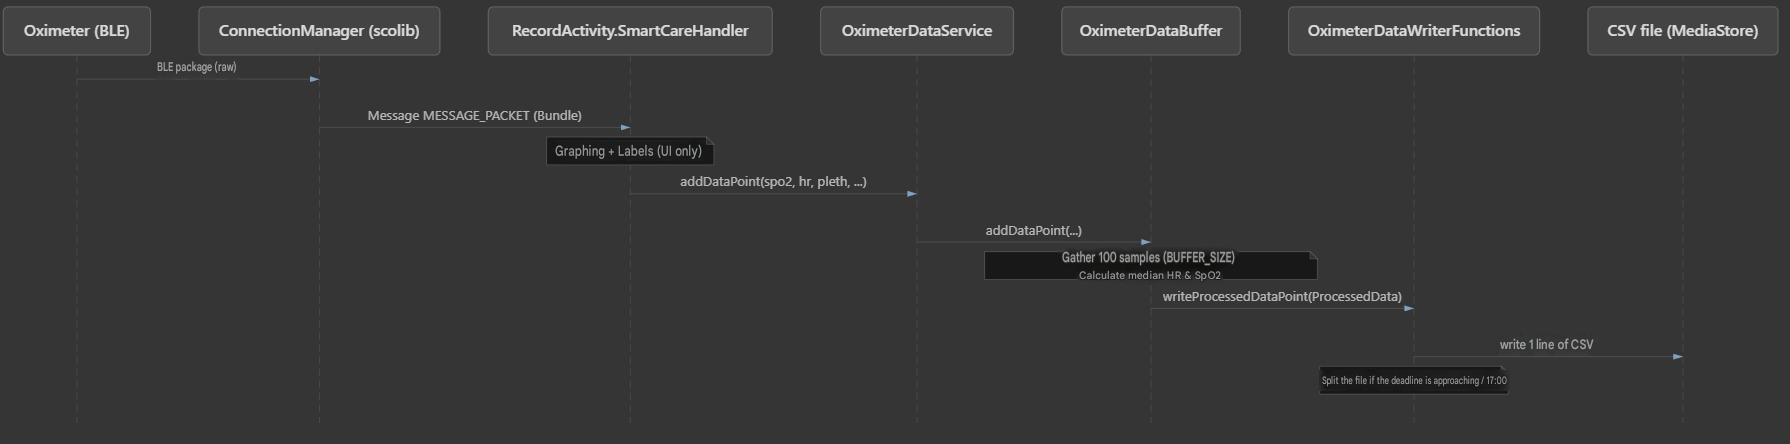 Oximeter (BLE)
ConnectionManager (scolib)
RecordActivity.SmartCareHandler
OximeterDataService
OximeterDataBuffer
OximeterDataWriterFunctions
CSV file (MediaStore)
BLE package (raw)
Message MESSAGE_PACKET (Bundle)
Graphing + Labels (UI only)
addDataPoint(spo2, hr, pleth, ...)
addDataPoint(...)
Gather 100 samples (BUFFER_SIZE)
Calculate median HR & SpO2
writeProcessedDataPoint(ProcessedData)
write 1 line of CSV
Split the file if the deadline is approaching / 17:00